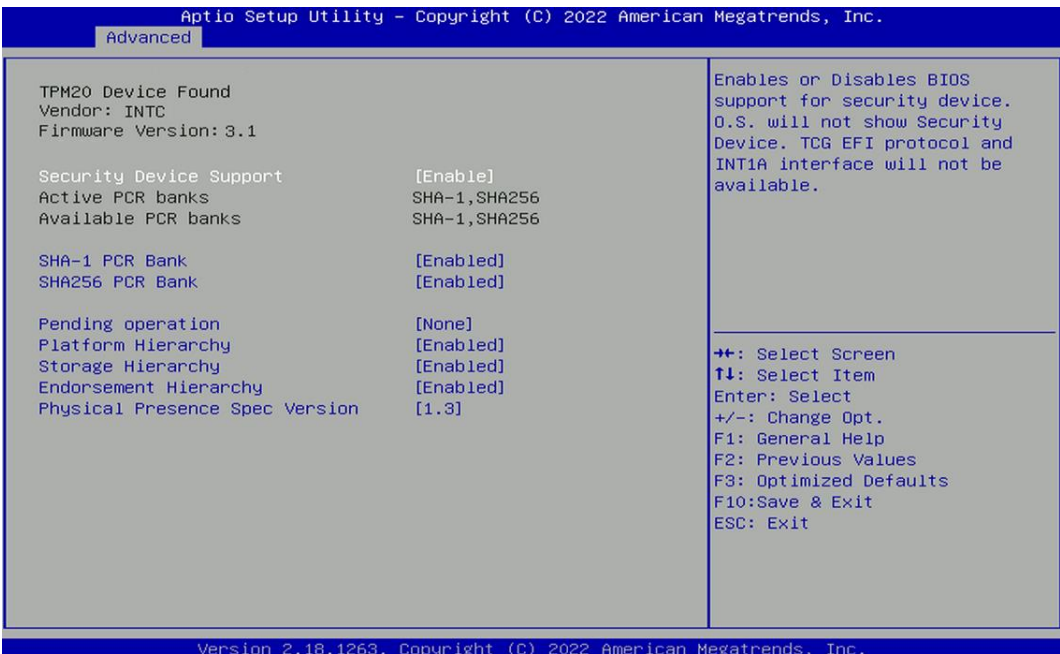 Aptio Setup Utility – Copyright (C) 2022 American Megatrends, Inc.
Advanced
TPM20 Device Found
Vendor: INTC
Firmware Version: 3.1
Security Device Support [Enable]
Active PCR banks SHA-1,SHA256
Available PCR banks SHA-1,SHA256
SHA-1 PCR Bank [Enabled]
SHA256 PCR Bank [Enabled]
Pending operation [None]
Platform Hierarchy [Enabled]
Storage Hierarchy [Enabled]
Endorsement Hierarchy [Enabled]
Physical Presence Spec Version [1.3]
Enables or Disables BIOS
support for security device.
O.S. will not show Security
Device. TCG EFI protocol and
INT1A interface will not be
available.
→←: Select Screen
↑↓: Select Item
Enter: Select
+/-: Change Opt.
F1: General Help
F2: Previous Values
F3: Optimized Defaults
F10:Save & Exit
ESC: Exit
Version 2.18.1263. Copyright (C) 2022 American Megatrends, Inc.